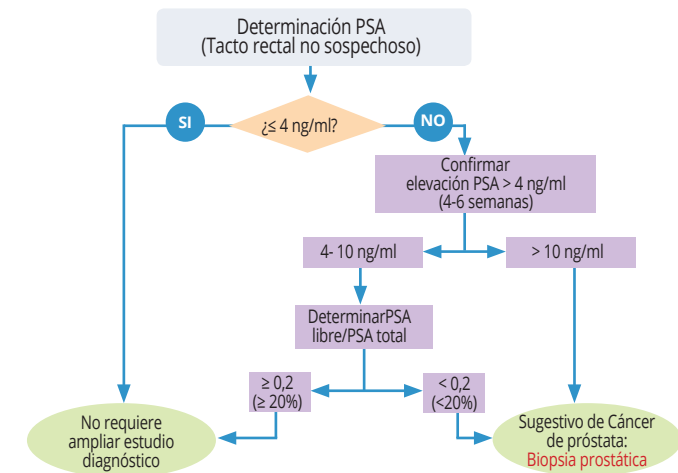 Determinación PSA
(Tacto rectal no sospechoso)
SI
¿≤ 4 ng/ml?
NO
Confirmar
elevación PSA > 4 ng/ml
(4-6 semanas)
4- 10 ng/ml
> 10 ng/ml
DeterminarPSA
libre/PSA total
≥ 0,2
(≥ 20%)
< 0,2
(<20%)
No requiere
ampliar estudio
diagnóstico
Sugestivo de Cáncer
de próstata:
Biopsia prostática